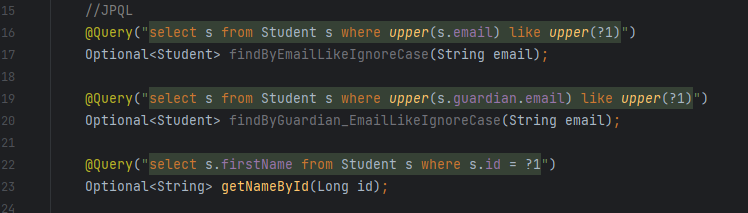 15 //JPQL
16 @Query("select s from Student s where upper(s.email) like upper(?1)")
17 Optional<Student> findByEmailLikeIgnoreCase(String email);
18
19 @Query("select s from Student s where upper(s.guardian.email) like upper(?1)")
20 Optional<Student> findByGuardian_EmailLikeIgnoreCase(String email);
21
22 @Query("select s.firstName from Student s where s.id = ?1")
23 Optional<String> getNameById(Long id);
24